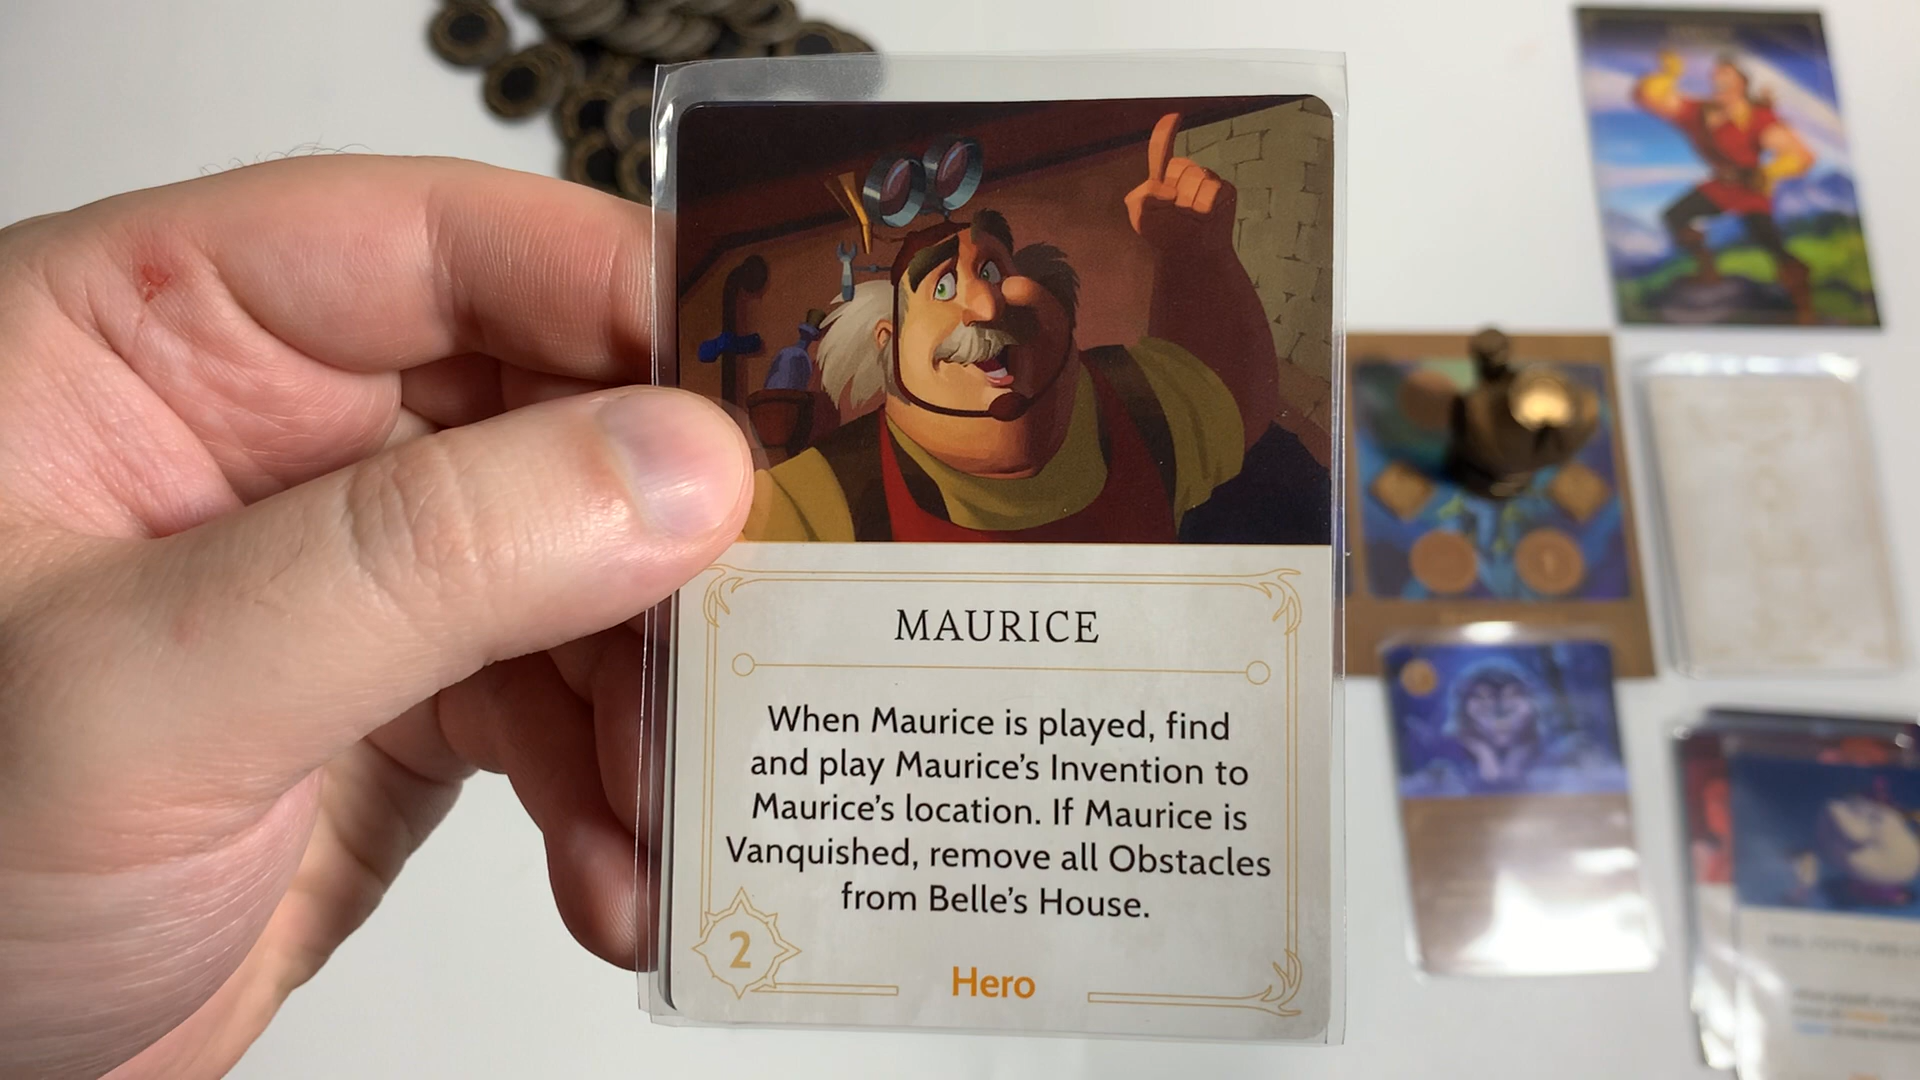 MAURICE
When Maurice is played, find
and play Maurice's Invention to
Maurice's location. If Maurice is
Vanquished, remove all Obstacles
from Belle's House.
2
Hero